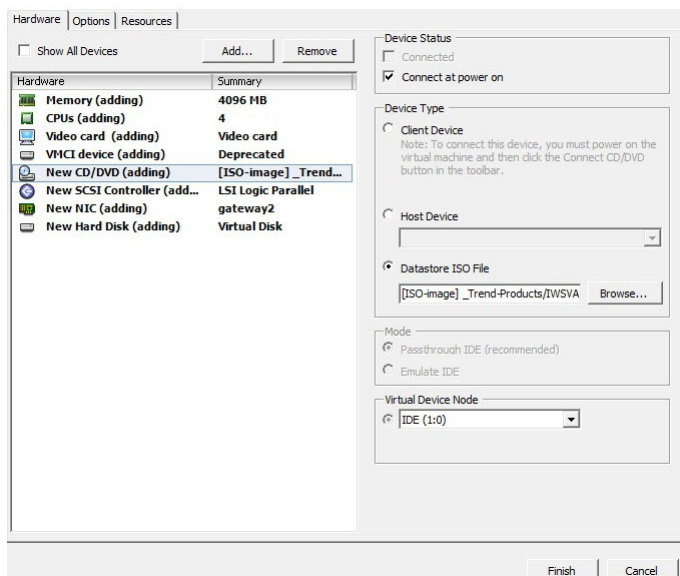 Hardware Options Resources
Show All Devices Add... Remove
Hardware Summary
Memory (adding) 4096 MB
CPUs (adding) 4
Video card (adding) Video card
VMCI device (adding) Deprecated
New CD/DVD (adding) [ISO-image] _Trend...
New SCSI Controller (add... LSI Logic Parallel
New NIC (adding) gateway2
New Hard Disk (adding) Virtual Disk
Device Status
Connected
Connect at power on
Device Type
Client Device
Note: To connect this device, you must power on the
virtual machine and then click the Connect CD/DVD
button in the toolbar.
Host Device
Datastore ISO File
[ISO-image] _Trend-Products/IWSVA Browse...
Mode
Passthrough IDE (recommended)
Emulate IDE
Virtual Device Node
IDE (1:0)
Finish Cancel